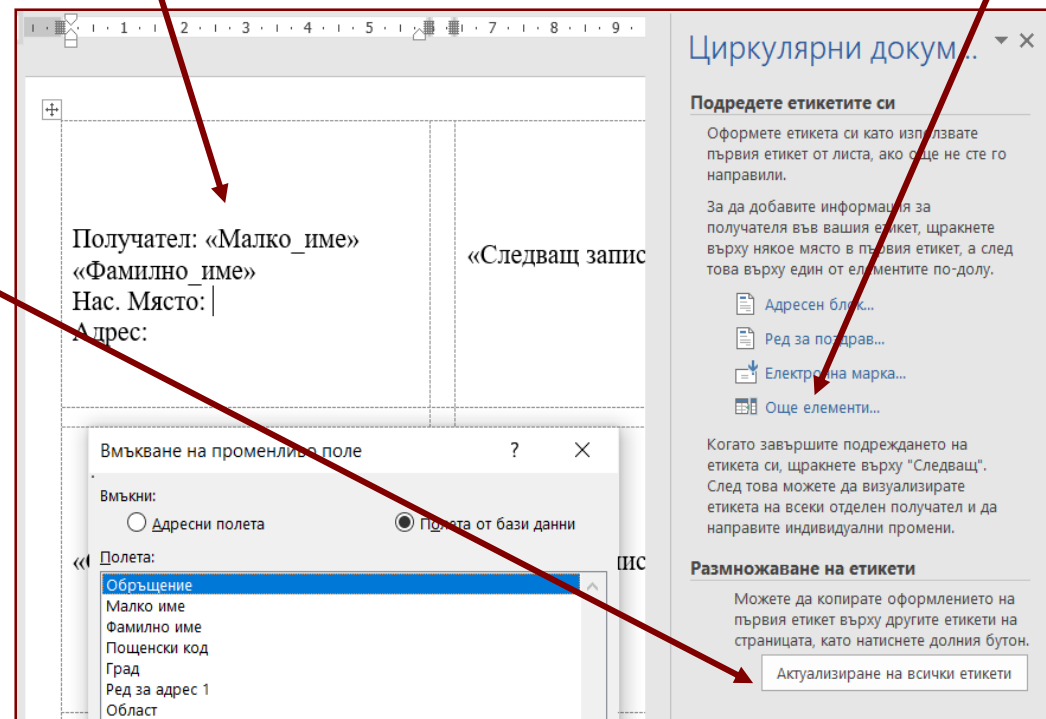 1 · 2 · 3 · 4 · 5 · 7 · 8 · 9
Получател: «Малко_име»
«Фамилно_име»
Нас. Място:
Адрес:
«Следващ запис
Вмъкване на променливо поле ? ×
Вмъкни:
Адресни полета
Полета от бази данни
Полета:
Обръщение
Малко име
Фамилно име
Пощенски код
Град
Ред за адрес 1
Област
Циркулярни докум...
Подредете етикетите си
Оформете етикета си като използвате
първия етикет от листа, ако още не сте го
направили.
За да добавите информация за
получателя във вашия етикет, щракнете
върху някое място в първия етикет, а след
това върху един от елементите по-долу.
Адресен блок...
Ред за поздрав...
Електронна марка...
Още елементи...
Когато завършите подреждането на
етикета си, щракнете върху "Следващ".
След това можете да визуализирате
етикета на всеки отделен получател и да
направите индивидуални промени.
Размножаване на етикети
Можете да копирате оформлението на
първия етикет върху другите етикети на
страницата, като натиснете долния бутон.
Актуализиране на всички етикети